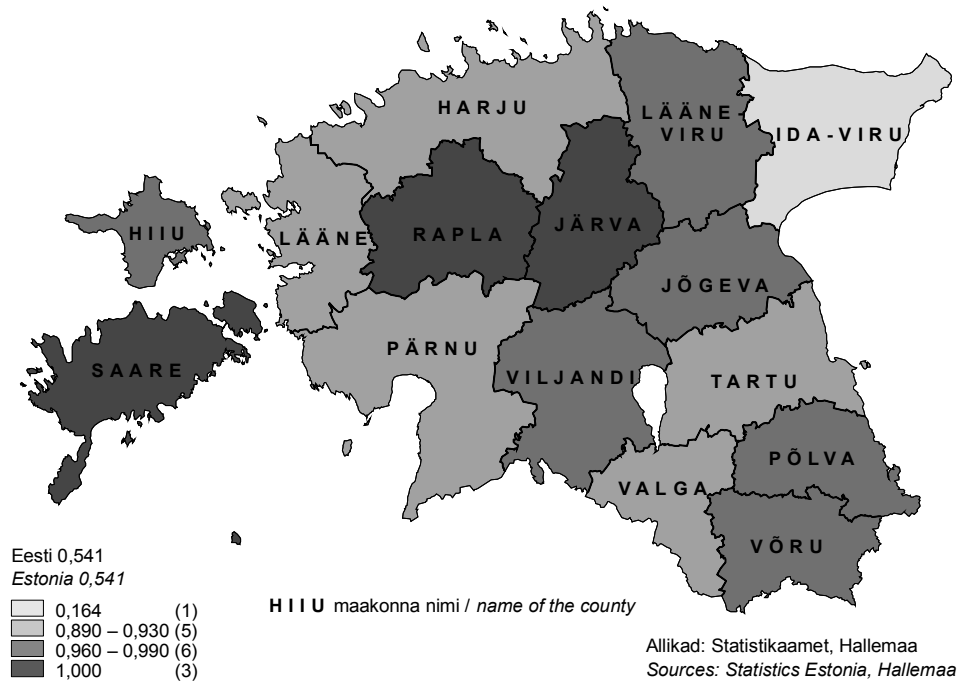 HARJU
LÄÄNE-
VIRU
IDA-VIRU
HIIU
LÄÄNE
RAPLA
JÄRVA
JÕGEVA
SAARE
PÄRNU
VILJANDI
TARTU
VALGA
PÕLVA
VÕRU
Eesti 0,541
Estonia 0,541
0,164 (1)
0,890 – 0,930 (5)
0,960 – 0,990 (6)
1,000 (3)
HIIU maakonna nimi / name of the county
Allikad: Statistikaamet, Hallemaa
Sources: Statistics Estonia, Hallemaa